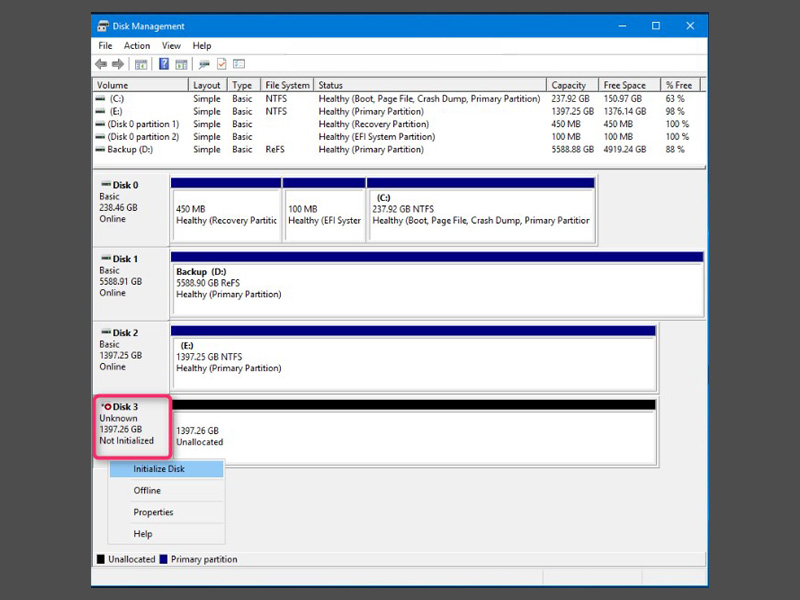 Disk Management
File Action View Help
Volume Layout Type File System Status Capacity Free Space % Free
(C:) Simple Basic NTFS Healthy (Boot, Page File, Crash Dump, Primary Partition) 237.92 GB 150.97 GB 63 %
(E:) Simple Basic NTFS Healthy (Primary Partition) 1397.25 GB 1376.14 GB 98 %
(Disk 0 partition 1) Simple Basic Healthy (Recovery Partition) 450 MB 450 MB 100 %
(Disk 0 partition 2) Simple Basic Healthy (EFI System Partition) 100 MB 100 MB 100 %
Backup (D:) Simple Basic ReFS Healthy (Primary Partition) 5588.88 GB 4919.24 GB 88 %
Disk 0
Basic
238.46 GB
Online
450 MB
Healthy (Recovery Partitic
100 MB
Healthy (EFI Syster
(C:)
237.92 GB NTFS
Healthy (Boot, Page File, Crash Dump, Primary Partitior
Disk 1
Basic
5588.91 GB
Online
Backup (D:)
5588.90 GB ReFS
Healthy (Primary Partition)
Disk 2
Basic
1397.25 GB
Online
(E:)
1397.25 GB NTFS
Healthy (Primary Partition)
Disk 3
Unknown
1397.26 GB
Not Initialized
1397.26 GB
Unallocated
Initialize Disk
Offline
Properties
Help
Unallocated Primary partition